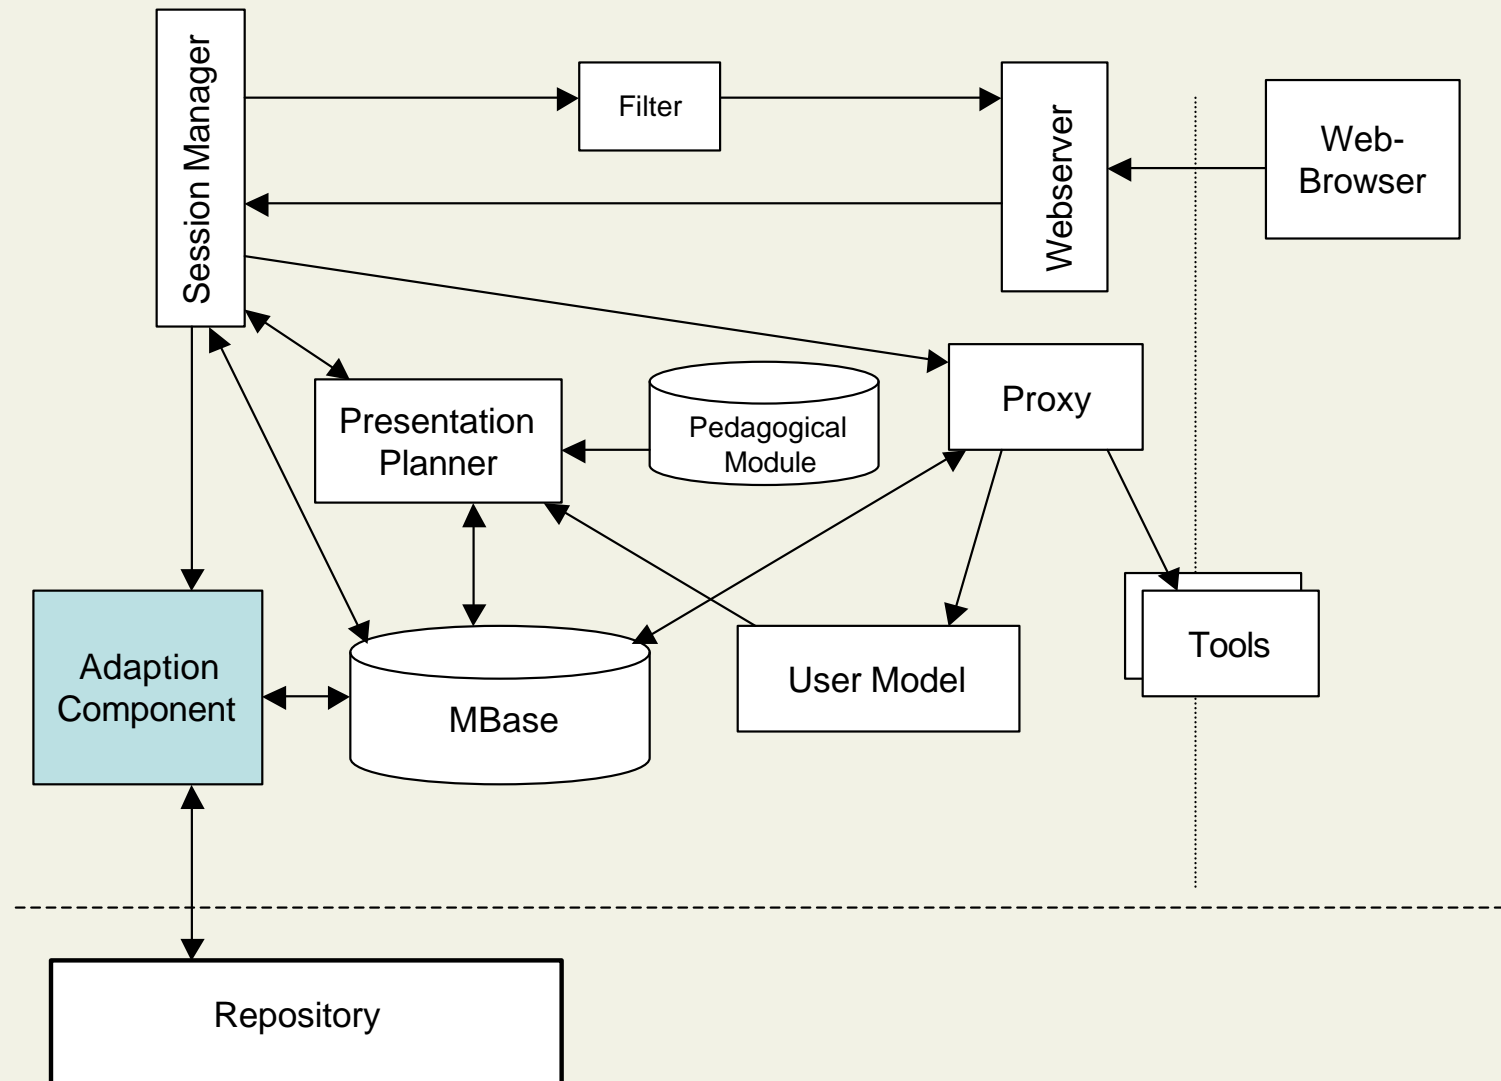 Session Manager
Filter
Webserver
Web-
Browser
Presentation
Planner
Pedagogical
Module
Proxy
Adaption
Component
MBase
User Model
Tools
Repository